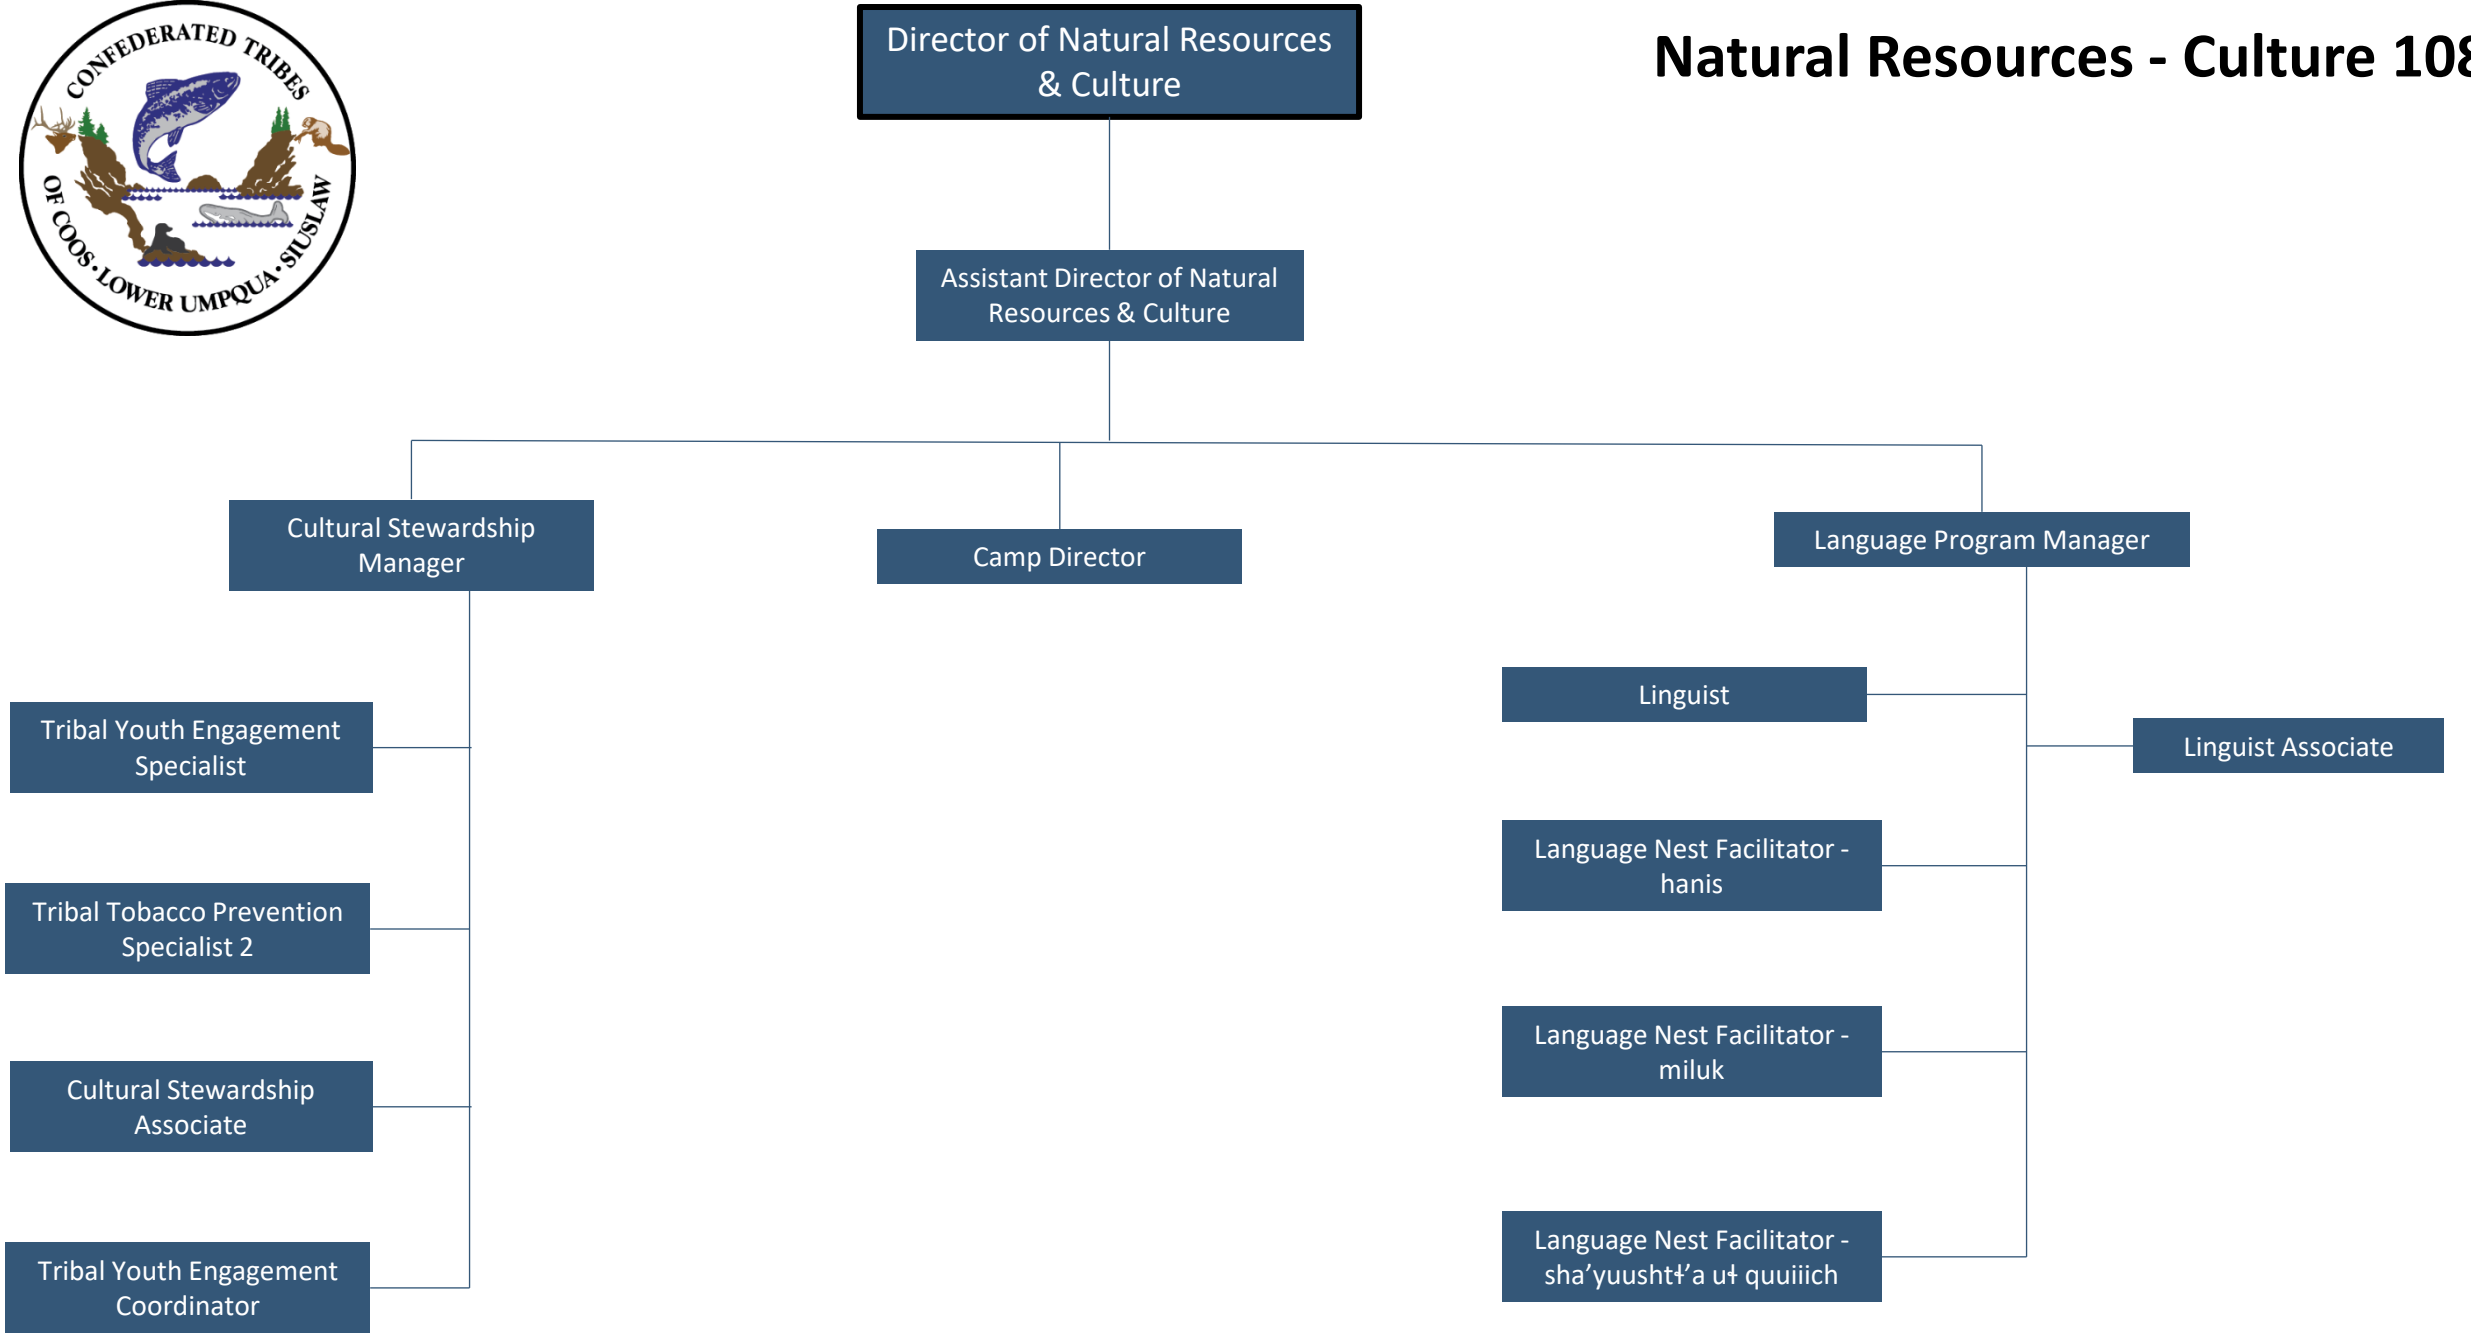 CONFEDERATED TRIBES
OF COOS • LOWER UMPQUA • SIUSLAW
Director of Natural Resources
& Culture
Natural Resources - Culture 108
Assistant Director of Natural
Resources & Culture
Cultural Stewardship
Manager
Camp Director
Language Program Manager
Tribal Youth Engagement
Specialist
Tribal Tobacco Prevention
Specialist 2
Cultural Stewardship
Associate
Tribal Youth Engagement
Coordinator
Linguist
Linguist Associate
Language Nest Facilitator -
hanis
Language Nest Facilitator -
miluk
Language Nest Facilitator -
sha’yuushtɬ’a uɬ quuiiich